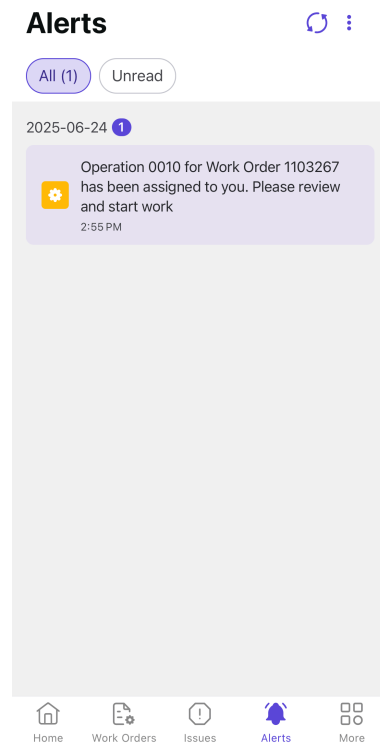 Alerts
All (1)
Unread
2025-06-24 1
Operation 0010 for Work Order 1103267
has been assigned to you. Please review
and start work
2:55 PM
Home
Work Orders
Issues
Alerts
More